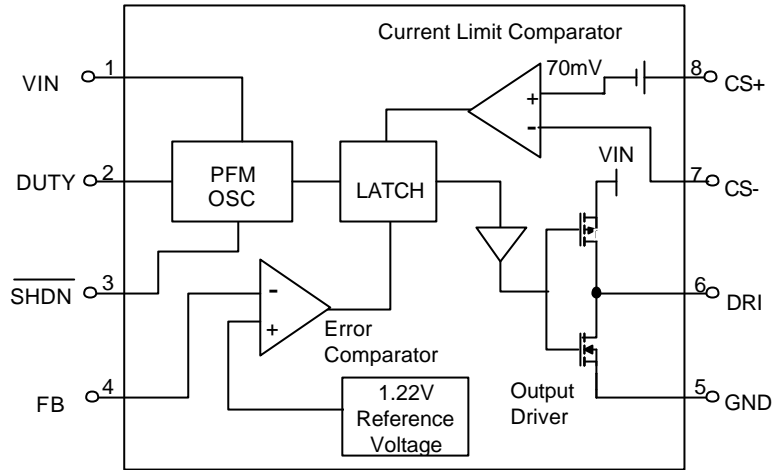 Current Limit Comparator
VIN
1
70mV
8
CS+
+
-
DUTY
2
PFM
OSC
LATCH
VIN
7
CS-
SHDN
3
-
+
Error
Comparator
6
DRI
FB
4
1.22V
Reference
Voltage
Output
Driver
5
GND